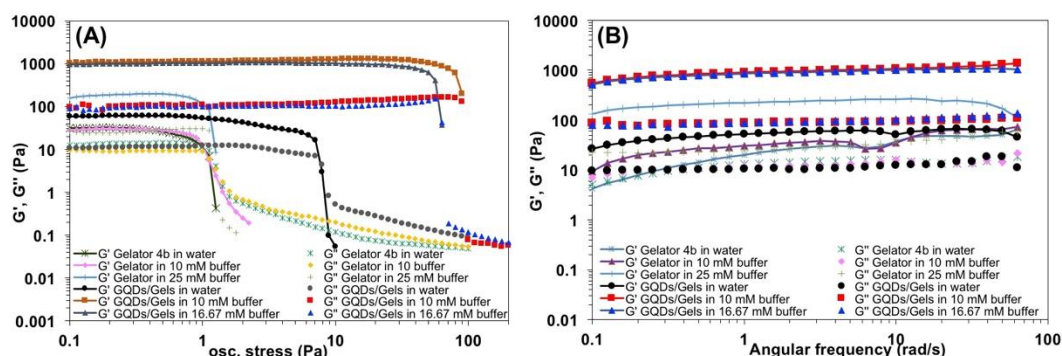 (A)
G', G" (Pa)
10000
1000
100
10
1
0.1
0.01
0.001
0.1
1
10
100
osc. stress (Pa)
G' Gelator 4b in water
G' Gelator in 10 mM buffer
G' Gelator in 25 mM buffer
G' GQDs/Gels in water
G' GQDs/Gels in 10 mM buffer
G' GQDs/Gels in 16.67 mM buffer
G" Gelator 4b in water
G" Gelator in 10 buffer
G" Gelator in 25 mM buffer
G" GQDs/Gels in water
G" GQDs/Gels in 10 mM buffer
G" GQDs/Gels in 16.67 mM buffer
(B)
G', G" (Pa)
10000
1000
100
10
1
0.1
0.01
0.1
1
10
100
Angular frequency (rad/s)
G' Gelator 4b in water
G' Gelator in 10 mM buffer
G' Gelator in 25 mM buffer
G' GQDs/Gels in water
G' GQDs/Gels in 10 mM buffer
G' GQDs/Gels in 16.67 mM buffer
G" Gelator 4b in water
G" Gelator in 10 mM buffer
G" Gelator in 25 mM buffer
G" GQDs/Gels in water
G" GQDs/Gels in 10 mM buffer
G" GQDs/Gels in 16.67 mM buffer